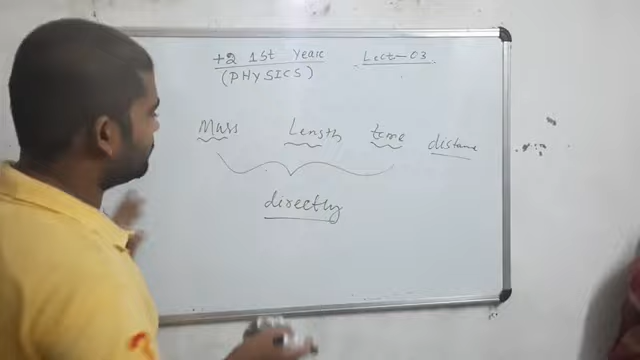 +2 1st Year Lect-03
(PHYSICS)
Mass Length time distance
directly